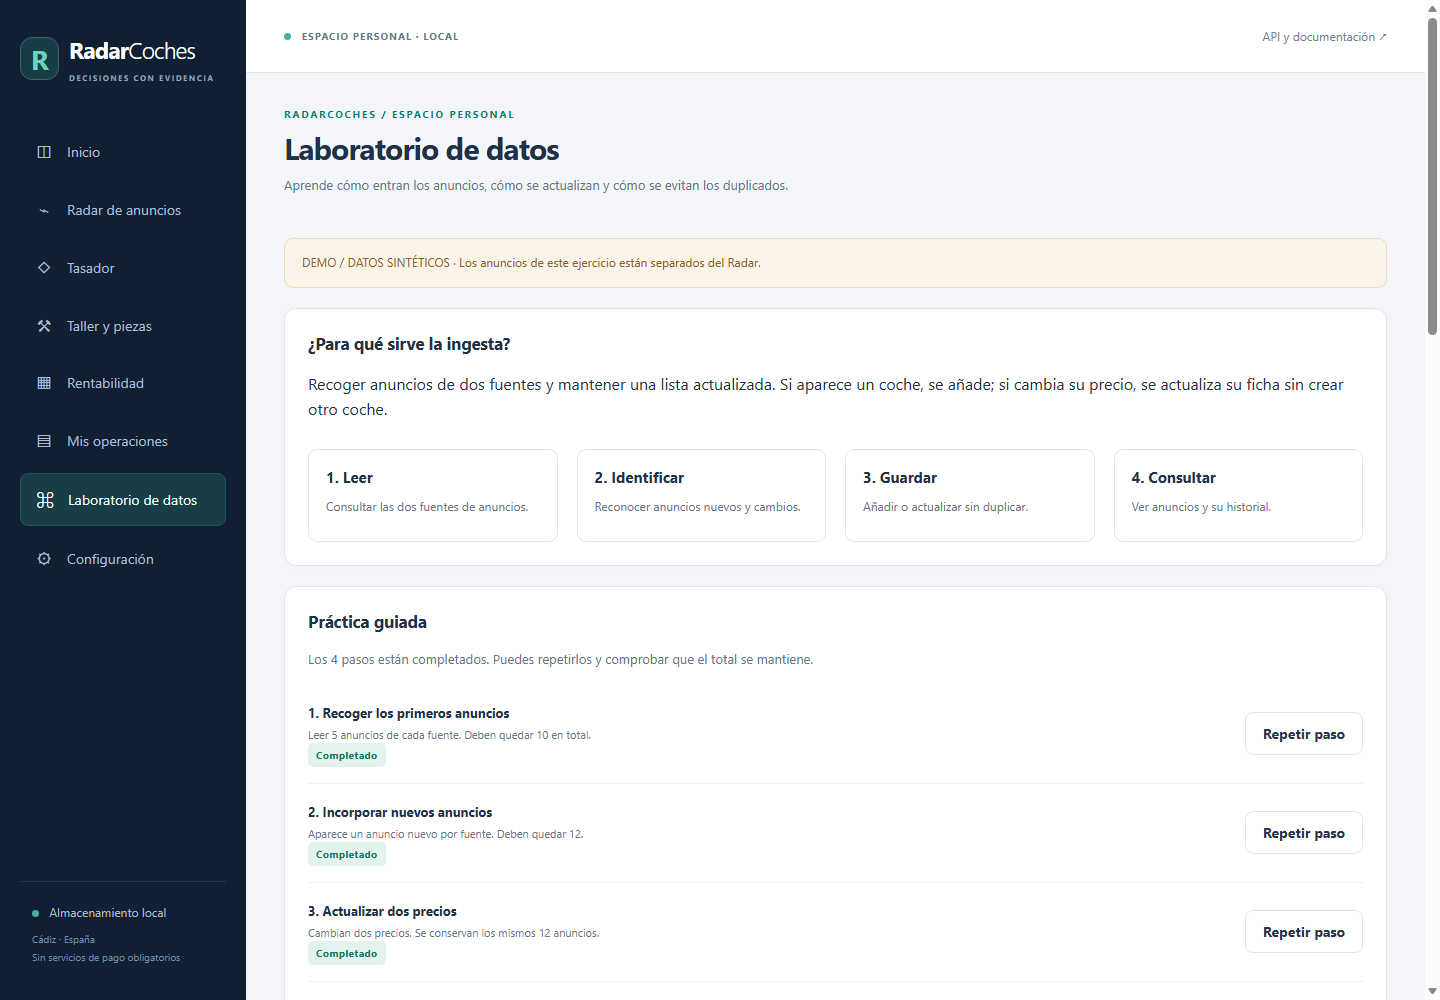 R
RadarCoches
DECISIONES CON EVIDENCIA
Inicio
Radar de anuncios
Tasador
Taller y piezas
Rentabilidad
Mis operaciones
Laboratorio de datos
Configuración
Almacenamiento local
Cádiz · España
Sin servicios de pago obligatorios
ESPACIO PERSONAL · LOCAL
API y documentación ↗
RADARCOCHES / ESPACIO PERSONAL
Laboratorio de datos
Aprende cómo entran los anuncios, cómo se actualizan y cómo se evitan los duplicados.
DEMO / DATOS SINTÉTICOS · Los anuncios de este ejercicio están separados del Radar.
¿Para qué sirve la ingesta?
Recoger anuncios de dos fuentes y mantener una lista actualizada. Si aparece un coche, se añade; si cambia su precio, se actualiza su ficha sin crear
otro coche.
1. Leer
Consultar las dos fuentes de anuncios.
2. Identificar
Reconocer anuncios nuevos y cambios.
3. Guardar
Añadir o actualizar sin duplicar.
4. Consultar
Ver anuncios y su historial.
Práctica guiada
Los 4 pasos están completados. Puedes repetirlos y comprobar que el total se mantiene.
1. Recoger los primeros anuncios
Leer 5 anuncios de cada fuente. Deben quedar 10 en total.
Completado
Repetir paso
2. Incorporar nuevos anuncios
Aparece un anuncio nuevo por fuente. Deben quedar 12.
Completado
Repetir paso
3. Actualizar dos precios
Cambian dos precios. Se conservan los mismos 12 anuncios.
Completado
Repetir paso